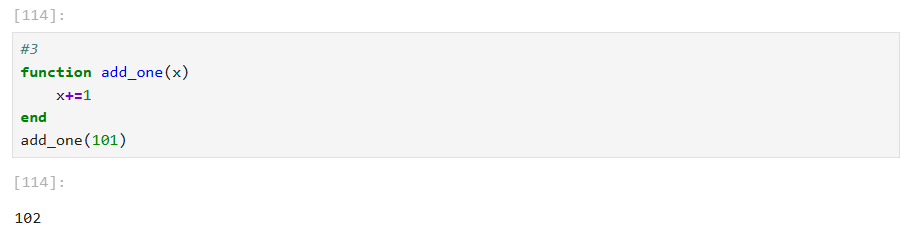 [114]:
#3
function add_one(x)
    x+=1
end
add_one(101)
[114]:
102